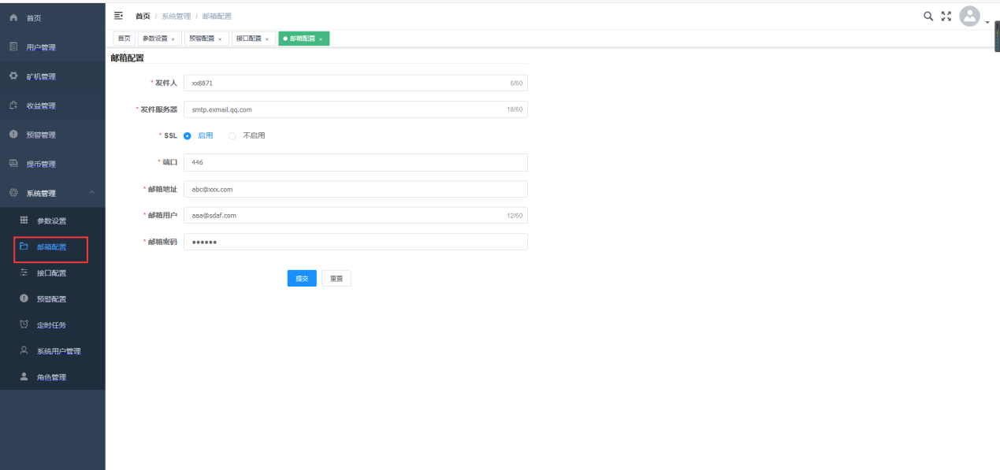 首页
用户管理
矿机管理
收益管理
预警管理
提币管理
系统管理
参数设置
邮箱配置
接口配置
预警配置
定时任务
系统用户管理
角色管理
首页 / 系统管理 / 邮箱配置
首页 参数设置 × 预警配置 × 接口配置 × 邮箱配置 ×
邮箱配置
* 发件人 xx8871 6/60
* 发件服务器 smtp.exmail.qq.com 18/60
* SSL 启用 不启用
* 端口 446
* 邮箱地址 abc@xxx.com
* 邮箱用户 aaa@sdaf.com 12/60
* 邮箱密码 ••••••
提交 重置